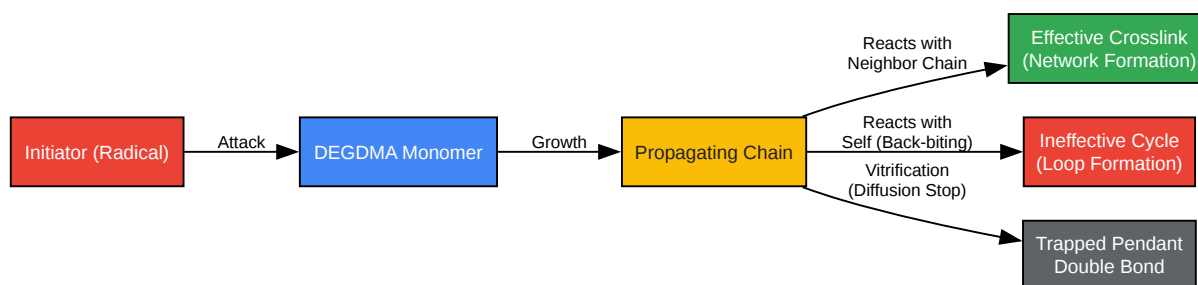 Initiator (Radical)
Attack
DEGDMA Monomer
Growth
Propagating Chain
Reacts with
Neighbor Chain
Effective Crosslink
(Network Formation)
Reacts with
Self (Back-biting)
Ineffective Cycle
(Loop Formation)
Vitrification
(Diffusion Stop)
Trapped Pendant
Double Bond